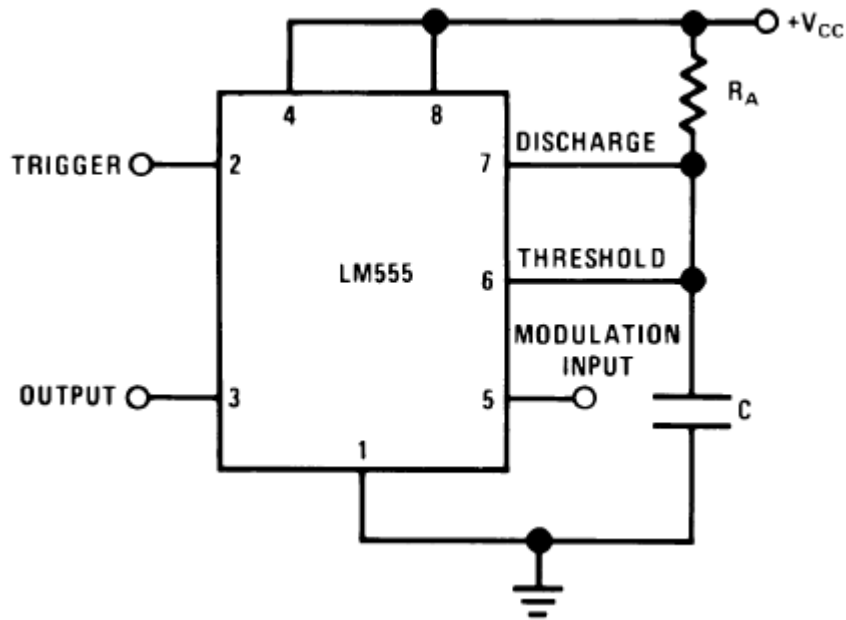 +VCC
RA
4
8
TRIGGER
2
7
DISCHARGE
LM555
6
THRESHOLD
MODULATION
INPUT
OUTPUT
3
5
C
1